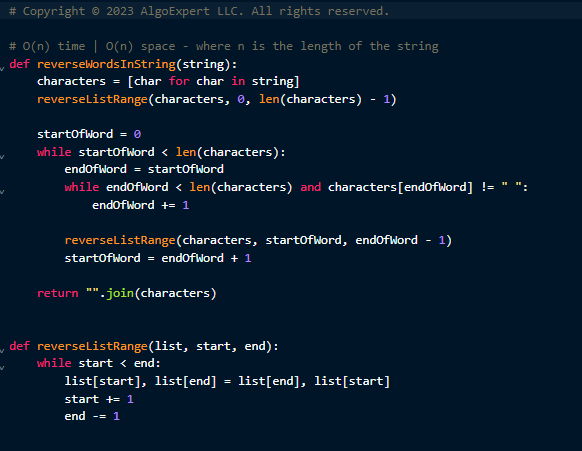 # Copyright © 2023 AlgoExpert LLC. All rights reserved.
# O(n) time | O(n) space - where n is the length of the string
def reverseWordsInString(string):
    characters = [char for char in string]
    reverseListRange(characters, 0, len(characters) - 1)

    startOfWord = 0
    while startOfWord < len(characters):
        endOfWord = startOfWord
        while endOfWord < len(characters) and characters[endOfWord] != " ":
            endOfWord += 1

        reverseListRange(characters, startOfWord, endOfWord - 1)
        startOfWord = endOfWord + 1

    return "".join(characters)


def reverseListRange(list, start, end):
    while start < end:
        list[start], list[end] = list[end], list[start]
        start += 1
        end -= 1